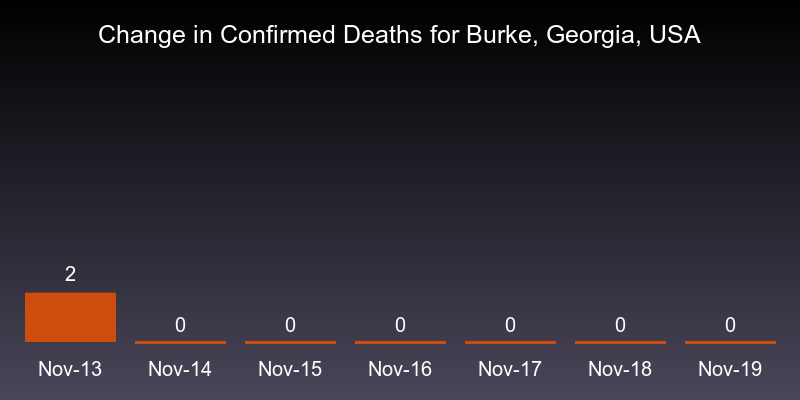 Change in Confirmed Deaths for Burke, Georgia, USA
2
0 0 0 0 0 0
Nov-13 Nov-14 Nov-15 Nov-16 Nov-17 Nov-18 Nov-19